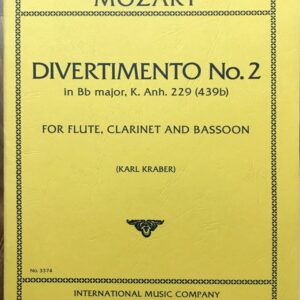 MOZART
DIVERTIMENTO No. 2
in Bb major, K. Anh. 229 (439b)
FOR FLUTE, CLARINET AND BASSOON
(KARL KRABER)
No. 3374
INTERNATIONAL MUSIC COMPANY